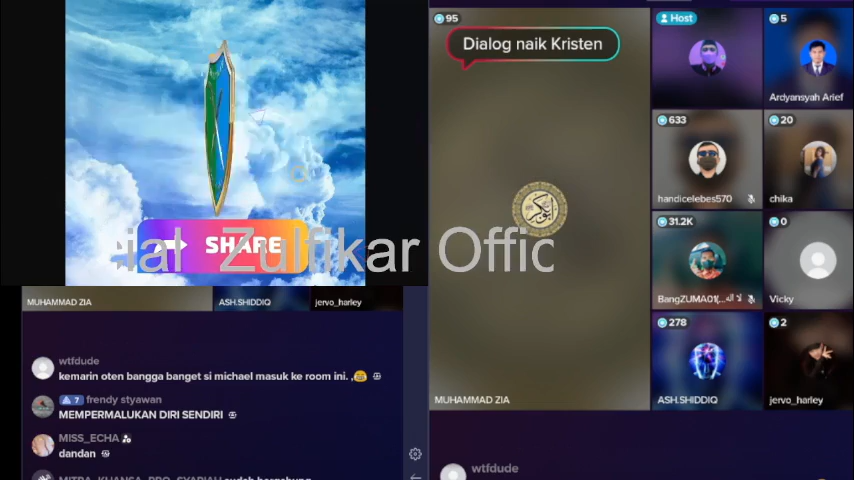 SHARE
Zulfikar Offic
MUHAMMAD ZIA
ASH.SHIDDIQ
jervo_harley
wtfdude
kemarin oten bangga banget si michael masuk ke room ini. ,😂
7 frendy styawan
MEMPERMALUKAN DIRI SENDIRI
MISS_ECHA
dandan
95
Dialog naik Kristen
MUHAMMAD ZIA
Host
5
Ardyansyah Arief
633
handicelebes570
20
chika
31.2K
BangZUMA01(...لا اله
0
Vicky
278
ASH.SHIDDIQ
2
jervo_harley
wtfdude